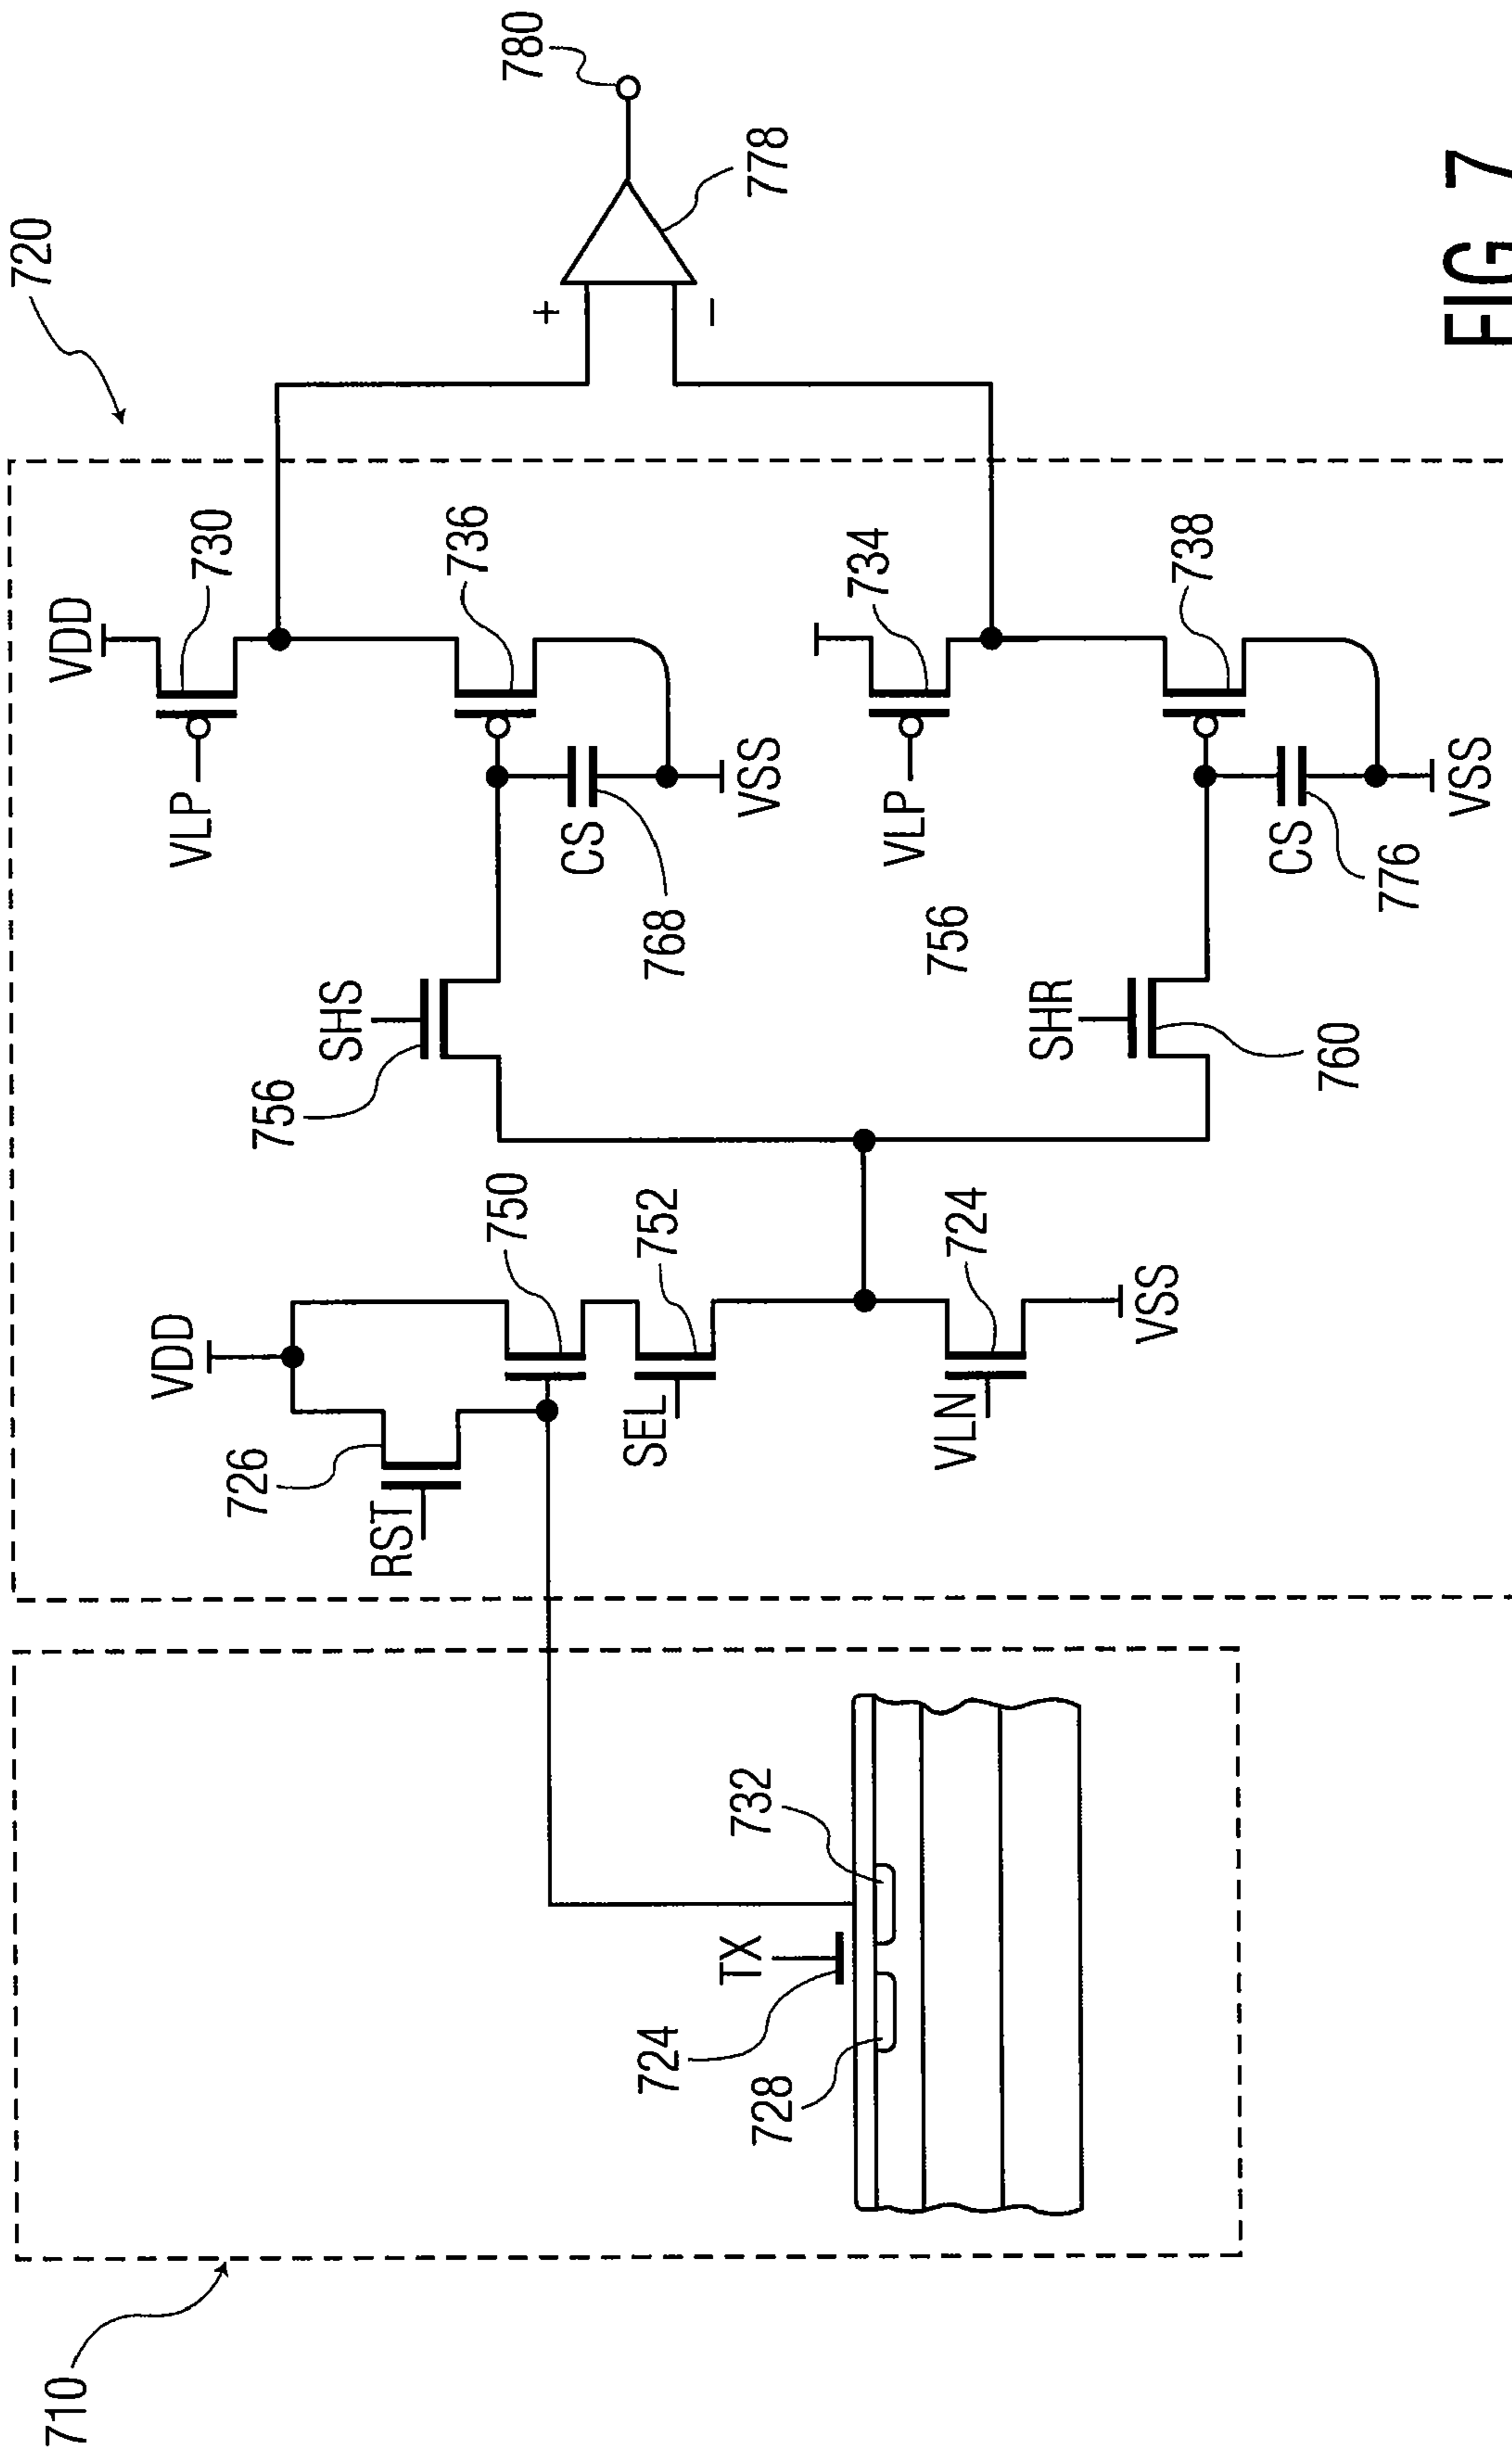 710
720
VDD
VDD
730
VLP
726
RST
750
736
SHS
756
780
+
778
−
CS
768
VSS
SEL
752
TX
724
728
732
VLN
724
VSS
734
VLP
756
SHR
760
738
CS
776
VSS
FIG 7